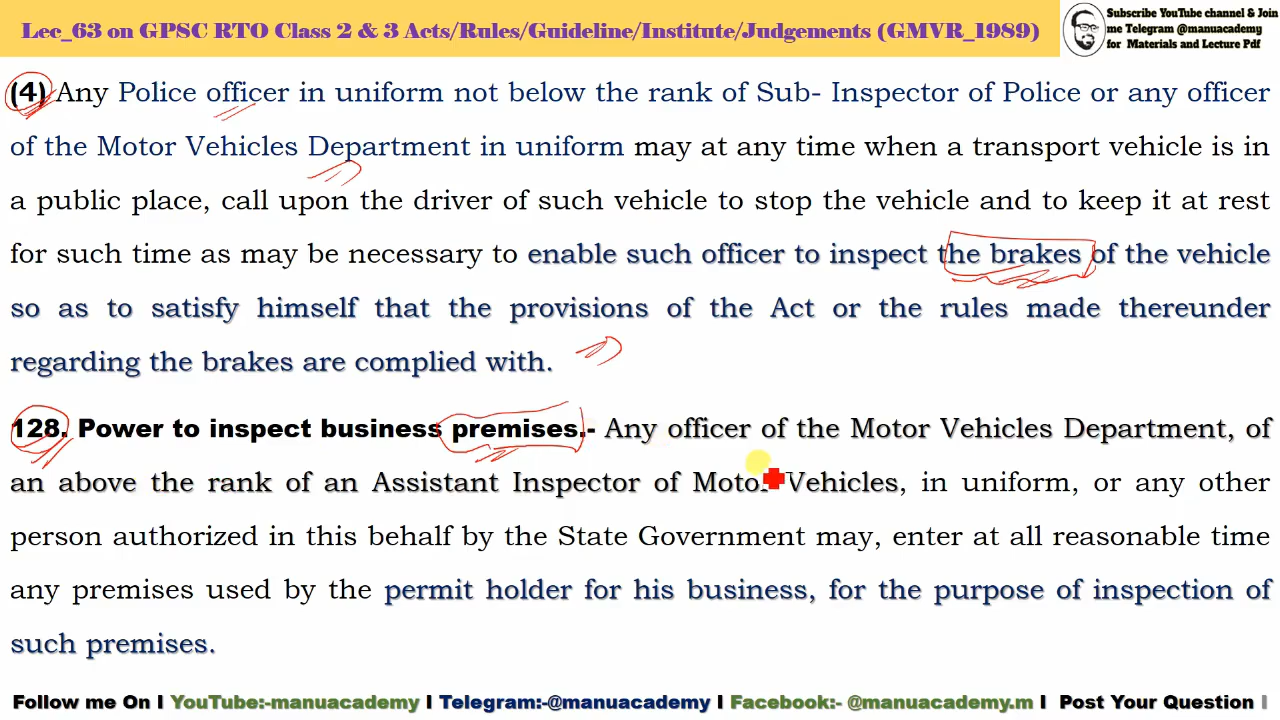 Lec_63 on GPSC RTO Class 2 & 3 Acts/Rules/Guideline/Institute/Judgements (GMVR_1989)
Subscribe YouTube channel & Join
me Telegram @manuacademy
for Materials and Lecture Pdf
(4) Any Police officer in uniform not below the rank of Sub- Inspector of Police or any officer
of the Motor Vehicles Department in uniform may at any time when a transport vehicle is in
a public place, call upon the driver of such vehicle to stop the vehicle and to keep it at rest
for such time as may be necessary to enable such officer to inspect the brakes of the vehicle
so as to satisfy himself that the provisions of the Act or the rules made thereunder
regarding the brakes are complied with.
128. Power to inspect business premises.- Any officer of the Motor Vehicles Department, of
an above the rank of an Assistant Inspector of Motor Vehicles, in uniform, or any other
person authorized in this behalf by the State Government may, enter at all reasonable time
any premises used by the permit holder for his business, for the purpose of inspection of
such premises.
Follow me On I YouTube:-manuacademy I Telegram:-@manuacademy I Facebook:- @manuacademy.m I Post Your Question I